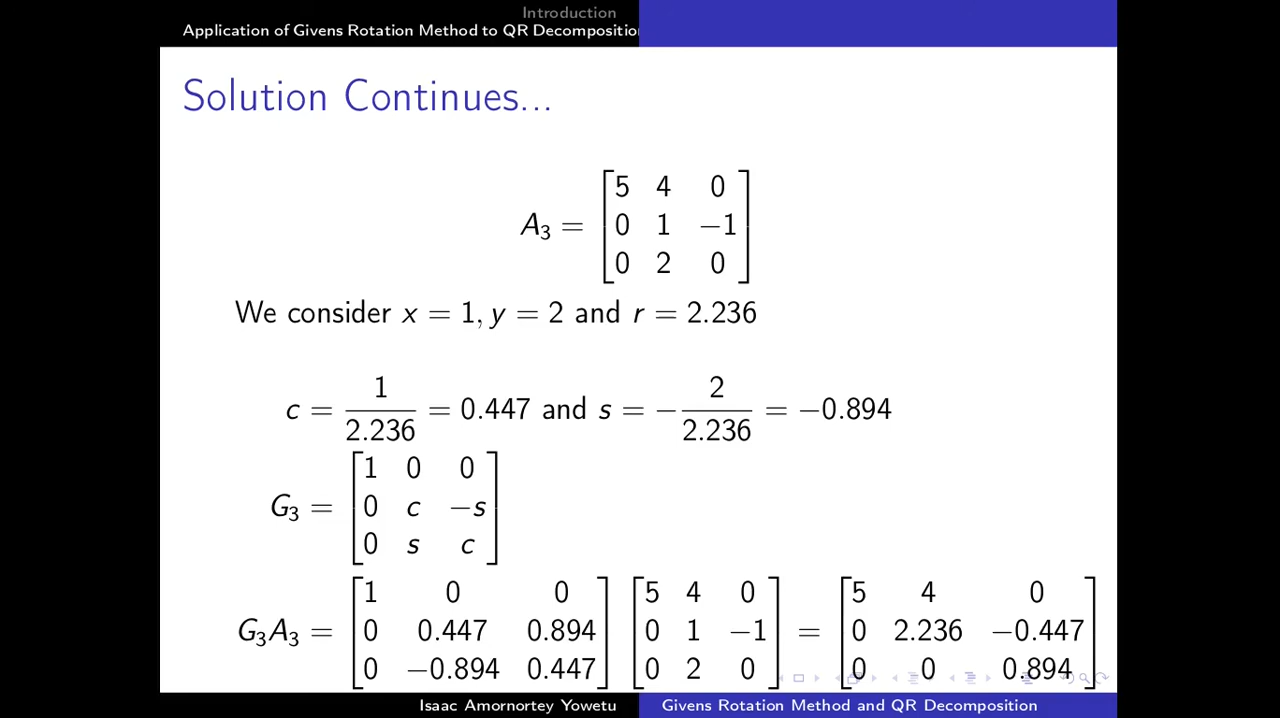 Introduction
Application of Givens Rotation Method to QR Decomposition
Solution Continues...
A₃ = [5 4 0
0 1 −1
0 2 0]
We consider x = 1, y = 2 and r = 2.236
c = 1/2.236 = 0.447 and s = −2/2.236 = −0.894
G₃ = [1 0 0
0 c −s
0 s c]
G₃A₃ = [1 0 0 [5 4 0 = [5 4 0
0 0.447 0.894 0 1 −1 0 2.236 −0.447
0 −0.894 0.447] 0 2 0] 0 0 0.894]
Isaac Amornortey Yowetu Givens Rotation Method and QR Decomposition